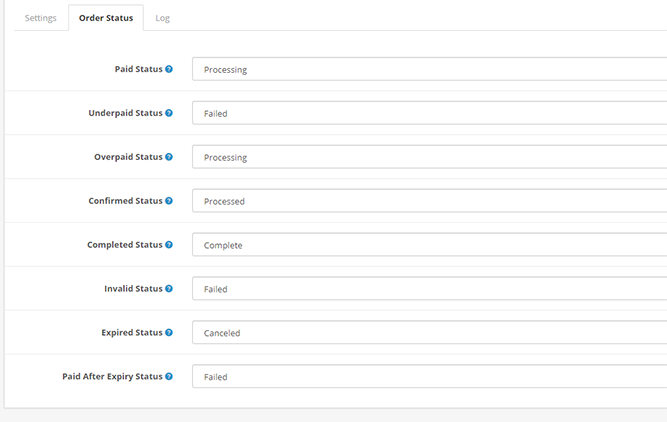 Settings Order Status Log
Paid Status ? Processing
Underpaid Status ? Failed
Overpaid Status ? Processing
Confirmed Status ? Processed
Completed Status ? Complete
Invalid Status ? Failed
Expired Status ? Canceled
Paid After Expiry Status ? Failed